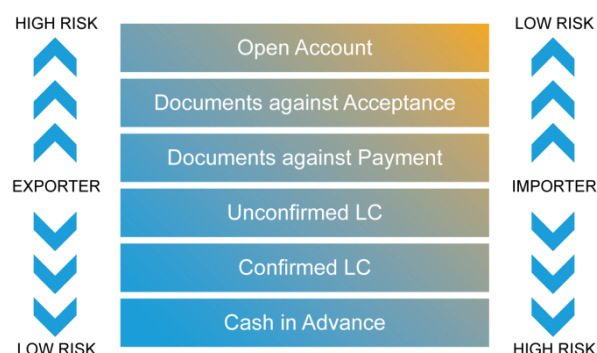 HIGH RISK
LOW RISK
Open Account
Documents against Acceptance
Documents against Payment
EXPORTER
IMPORTER
Unconfirmed LC
Confirmed LC
Cash in Advance
LOW RISK
HIGH RISK